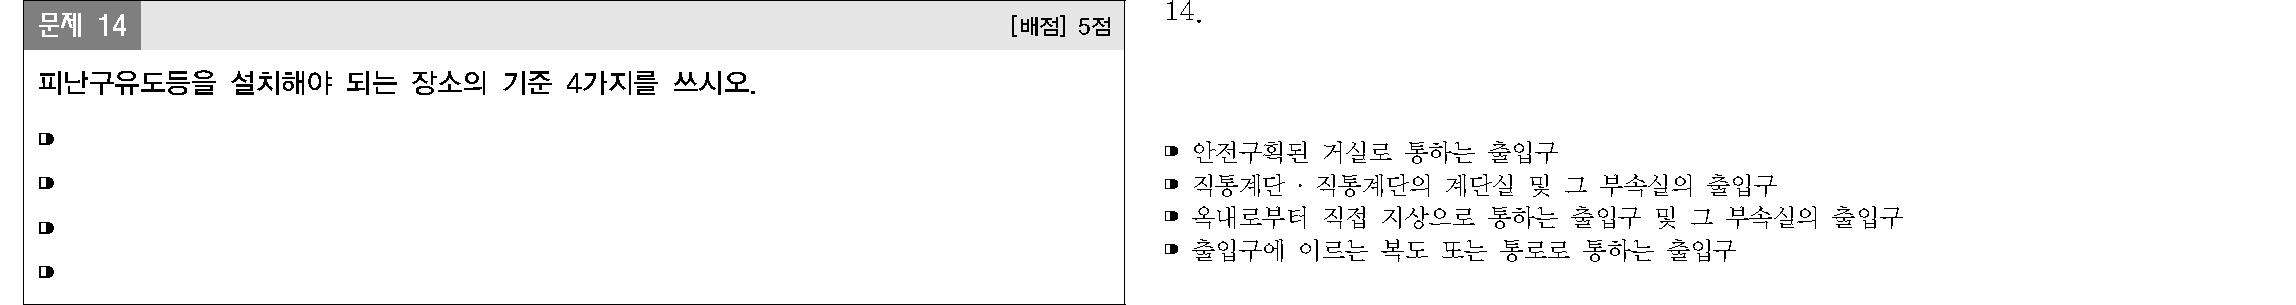 문제 14
[배점] 5점
피난구유도등을 설치해야 되는 장소의 기준 4가지를 쓰시오.
14.
안전구획된 거실로 통하는 출입구
직통계단 · 직통계단의 계단실 및 그 부속실의 출입구
옥내로부터 직접 지상으로 통하는 출입구 및 그 부속실의 출입구
출입구에 이르는 복도 또는 통로로 통하는 출입구